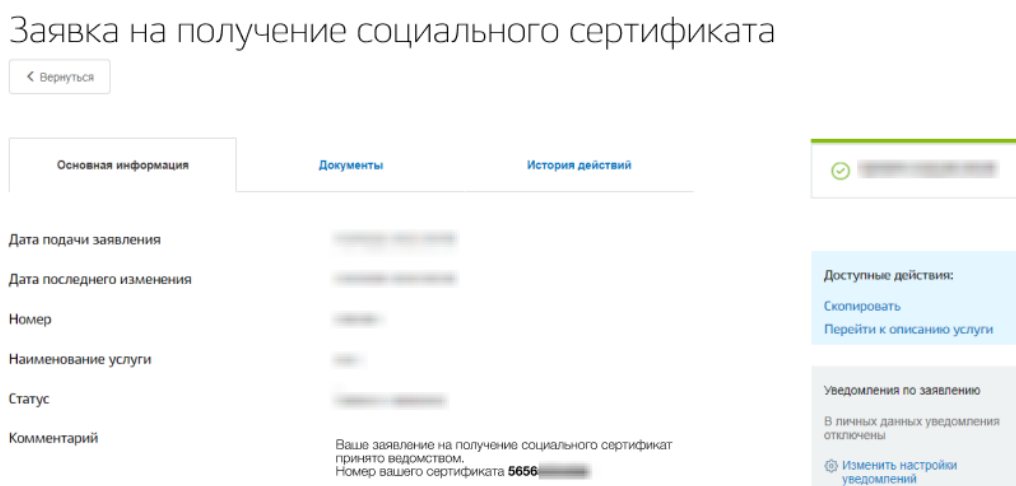 Заявка на получение социального сертификата
Вернуться
Основная информация
Документы
История действий
Дата подачи заявления
Дата последнего изменения
Номер
Наименование услуги
Статус
Комментарий
Ваше заявление на получение социального сертификат
принято ведомством.
Номер вашего сертификата 5656
Доступные действия:
Скопировать
Перейти к описанию услуги
Уведомления по заявлению
В личных данных уведомления
отключены
Изменить настройки
уведомлений